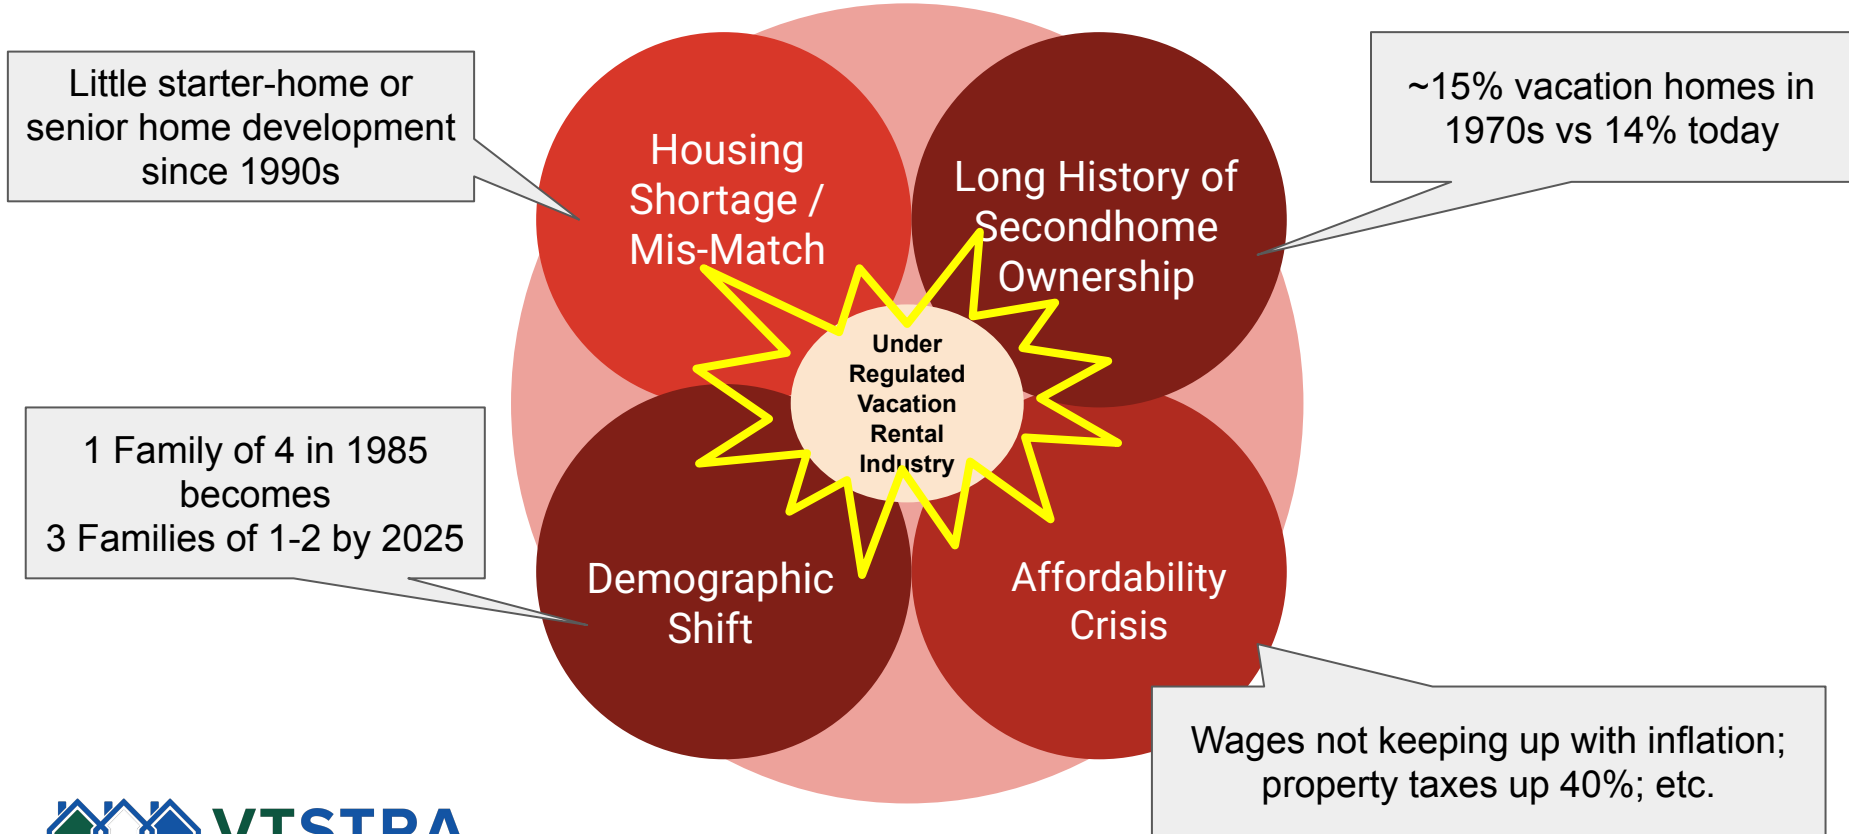 Little starter-home or
senior home development
since 1990s
Housing
Shortage /
Mis-Match
Long History of
Secondhome
Ownership
~15% vacation homes in
1970s vs 14% today
Under
Regulated
Vacation
Rental
Industry
1 Family of 4 in 1985
becomes
3 Families of 1-2 by 2025
Demographic
Shift
Affordability
Crisis
Wages not keeping up with inflation;
property taxes up 40%; etc.
VTSTRA